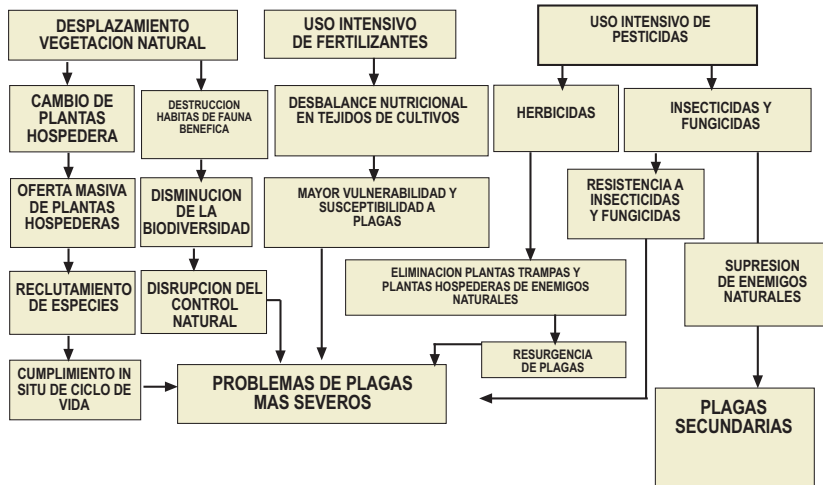 DESPLAZAMIENTO
VEGETACION NATURAL
USO INTENSIVO
DE FERTILIZANTES
USO INTENSIVO DE
PESTICIDAS
CAMBIO DE
PLANTAS
HOSPEDERA
DESTRUCCION
HABITAS DE FAUNA
BENEFICA
DESBALANCE NUTRICIONAL
EN TEJIDOS DE CULTIVOS
HERBICIDAS
INSECTICIDAS Y
FUNGICIDAS
OFERTA MASIVA
DE PLANTAS
HOSPEDERAS
DISMINUCION
DE LA
BIODIVERSIDAD
MAYOR VULNERABILIDAD Y
SUSCEPTIBILIDAD A
PLAGAS
RESISTENCIA A
INSECTICIDAS
Y FUNGICIDAS
RECLUTAMIENTO
DE ESPECIES
DISRUPCION DEL
CONTROL
NATURAL
ELIMINACION PLANTAS TRAMPAS Y
PLANTAS HOSPEDERAS DE ENEMIGOS
NATURALES
SUPRESION
DE ENEMIGOS
NATURALES
CUMPLIMIENTO IN
SITU DE CICLO DE
VIDA
PROBLEMAS DE PLAGAS
MAS SEVEROS
RESURGENCIA
DE PLAGAS
PLAGAS
SECUNDARIAS